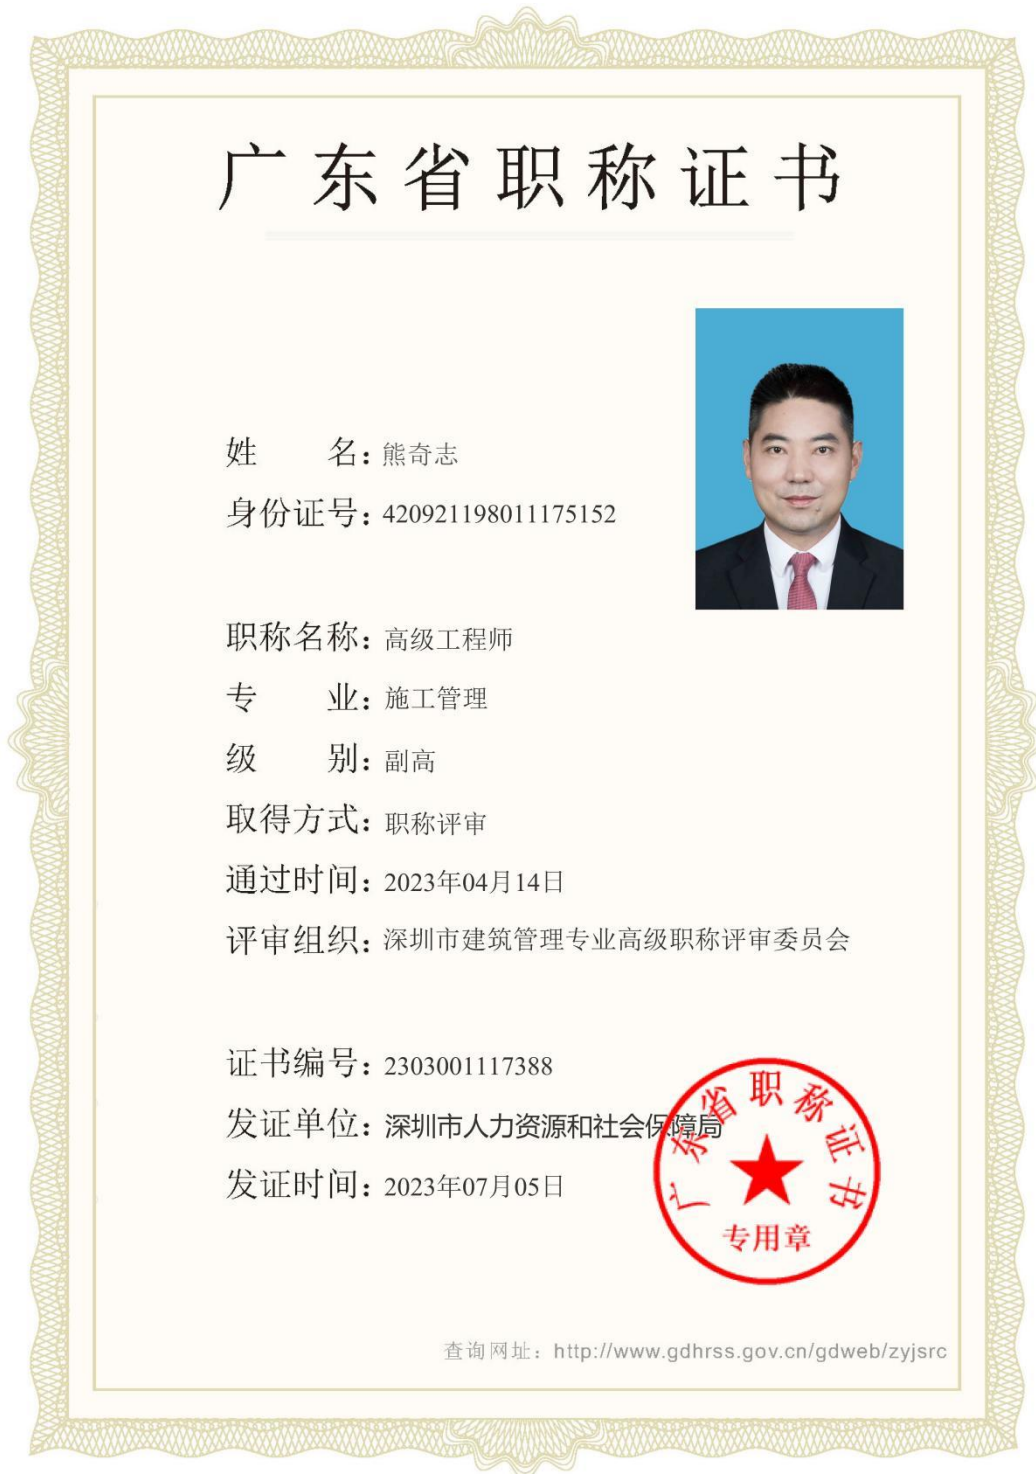 广东省职称证书
姓名：熊奇志
身份证号：420921198011175152
职称名称：高级工程师
专业：施工管理
级别：副高
取得方式：职称评审
通过时间：2023年04月14日
评审组织：深圳市建筑管理专业高级职称评审委员会
证书编号：2303001117388
发证单位：深圳市人力资源和社会保障局
发证时间：2023年07月05日
广东省职称证书
专用章
查询网址：http://www.gdhrss.gov.cn/gdweb/zyjsrc